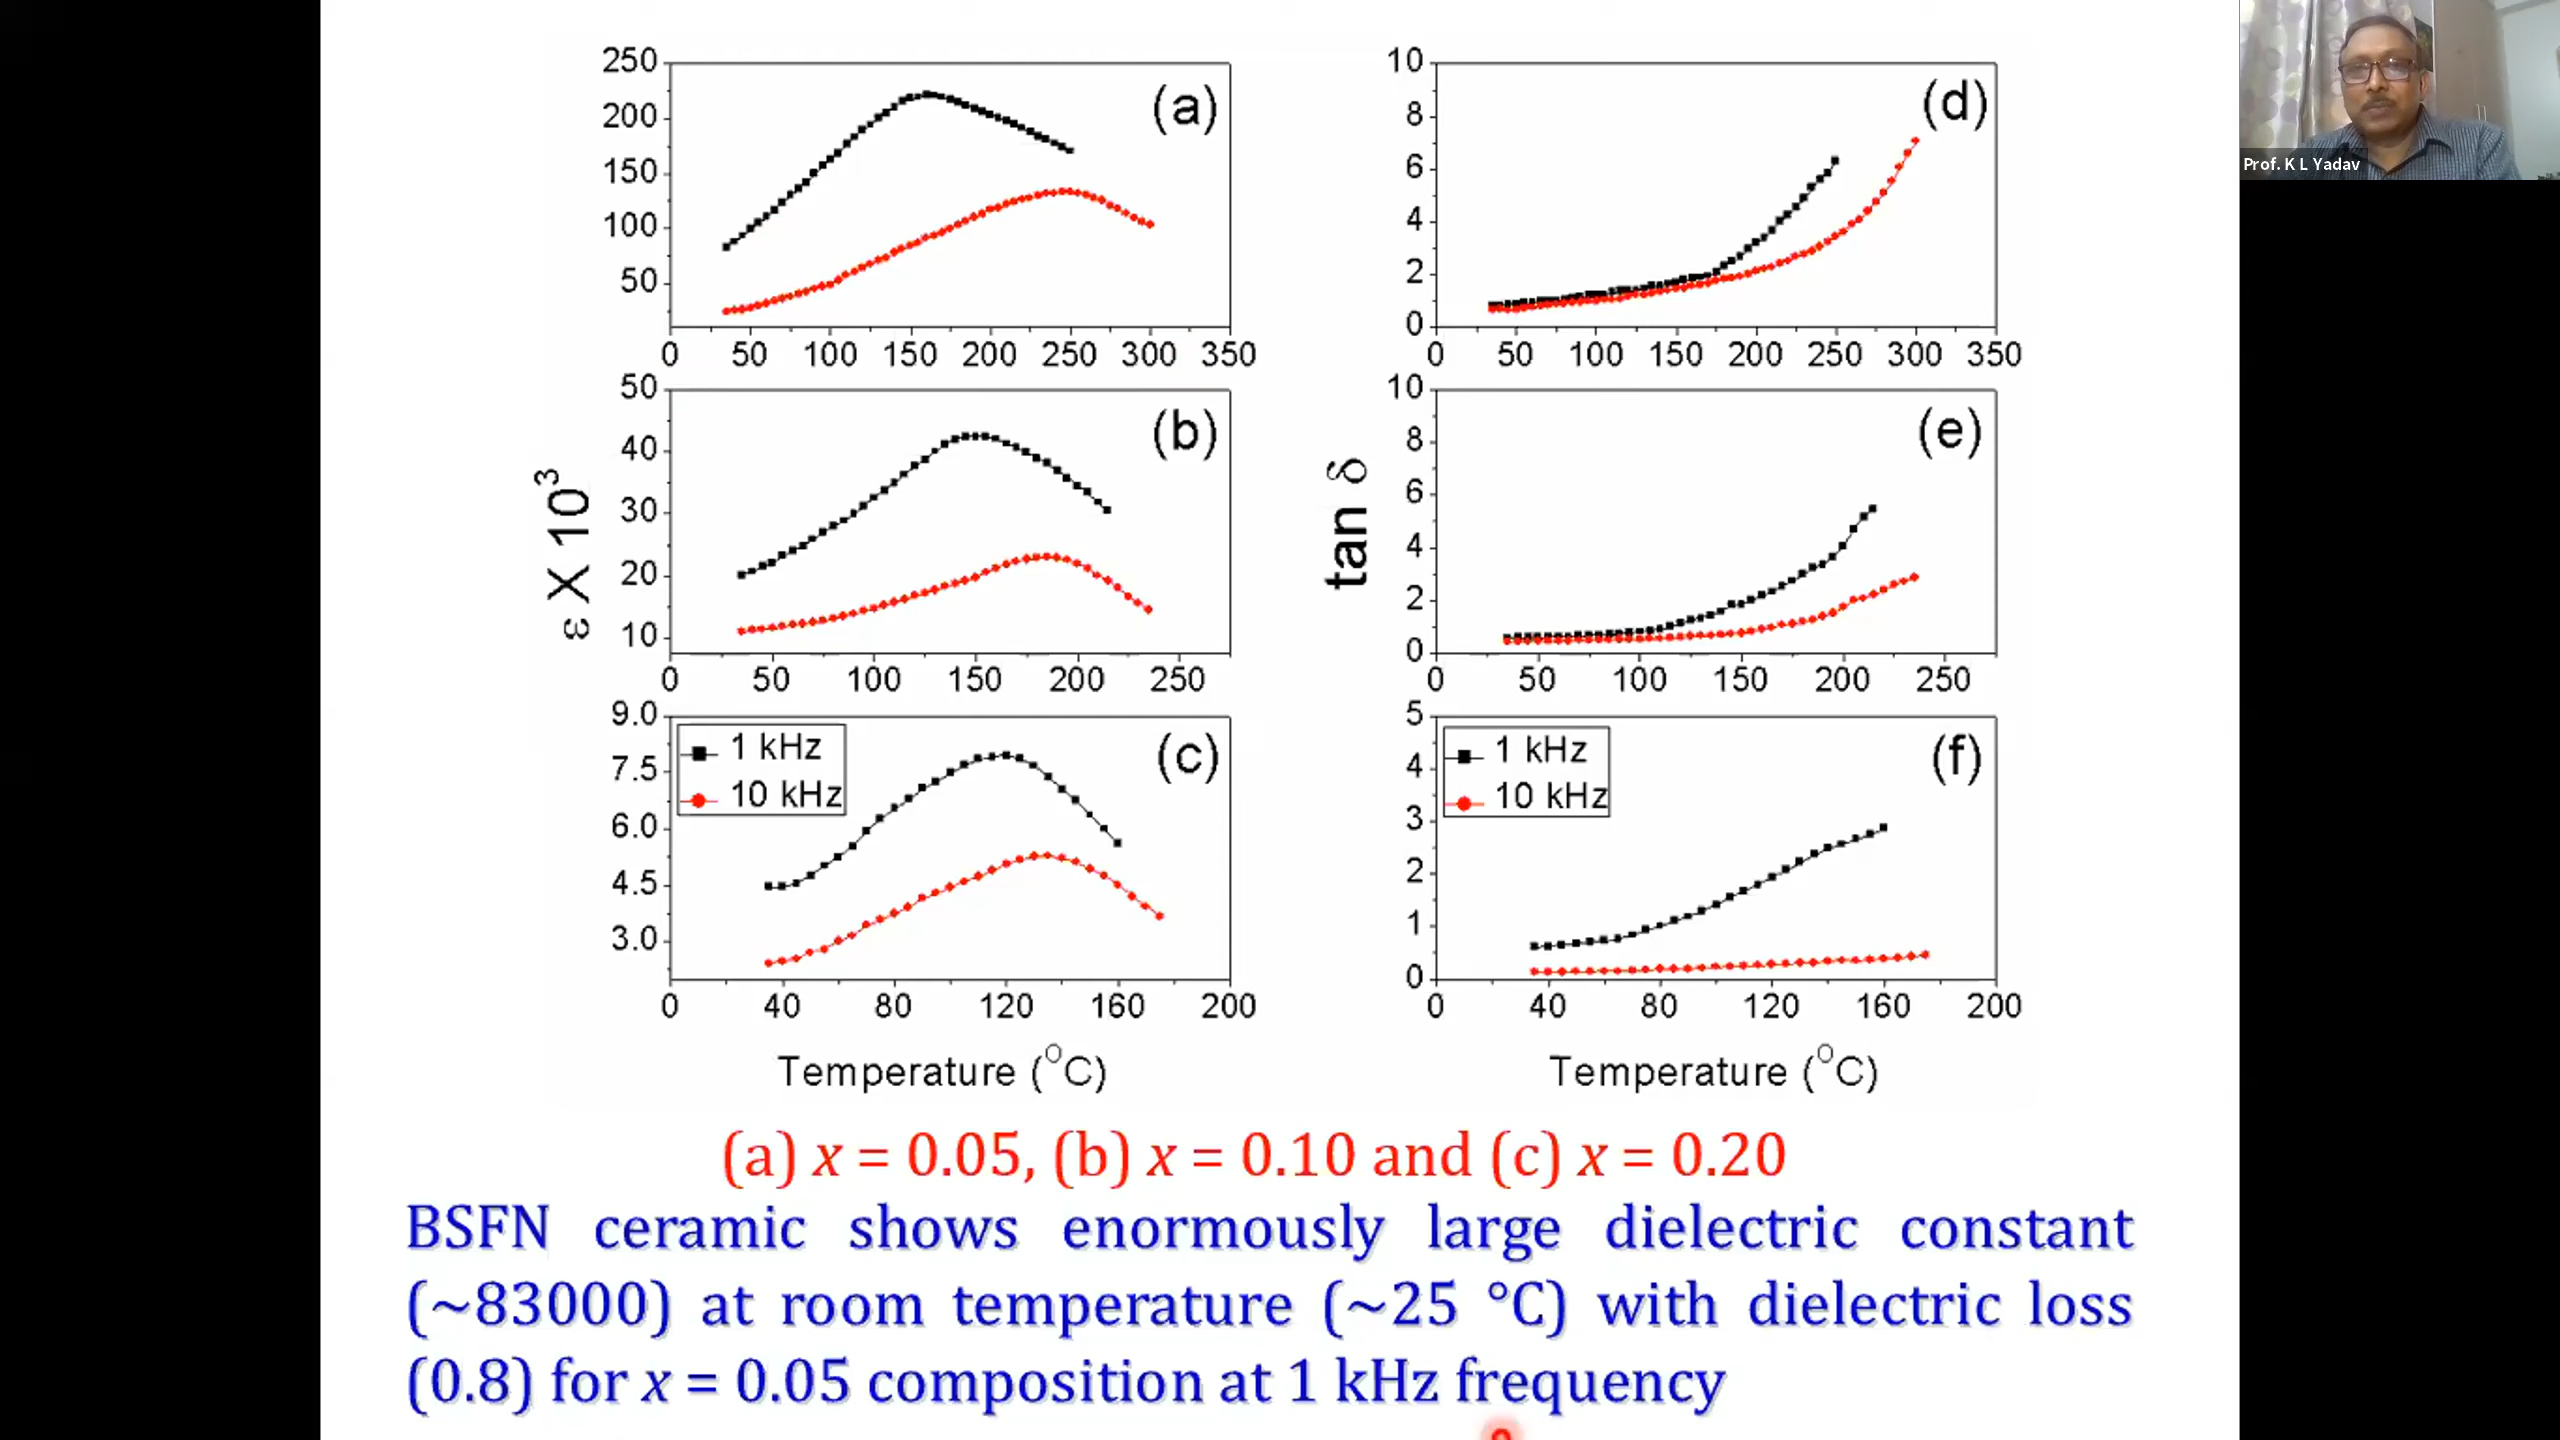 250
200
150
100
50
(a)
0 50 100 150 200 250 300 350
10
8
6
4
2
0
(d)
0 50 100 150 200 250 300 350
50
40
30
20
10
(b)
0 50 100 150 200 250
10
8
6
4
2
0
(e)
0 50 100 150 200 250
ε X 10³
tan δ
9.0
7.5
6.0
4.5
3.0
1 kHz
10 kHz
(c)
0 40 80 120 160 200
Temperature (°C)
5
4
3
2
1
0
1 kHz
10 kHz
(f)
0 40 80 120 160 200
Temperature (°C)
(a) x = 0.05, (b) x = 0.10 and (c) x = 0.20
BSFN ceramic shows enormously large dielectric constant
(~83000) at room temperature (~25 °C) with dielectric loss
(0.8) for x = 0.05 composition at 1 kHz frequency
Prof. K L Yadav